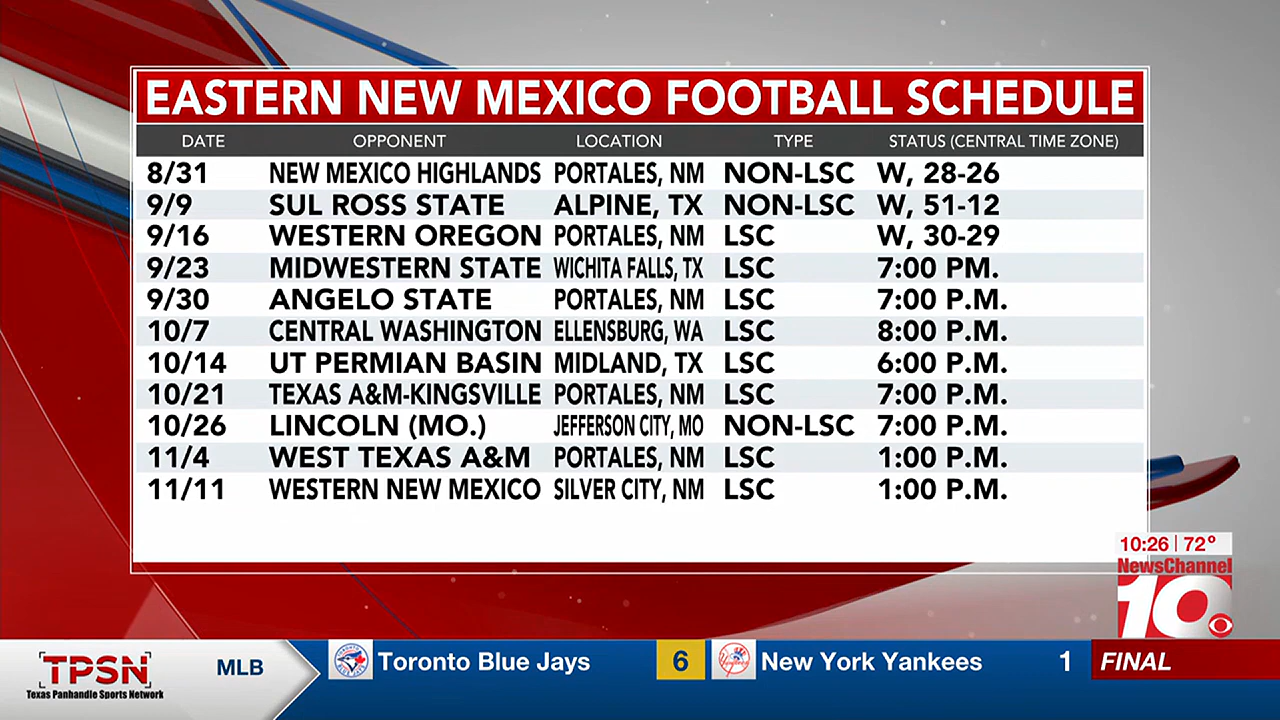 EASTERN NEW MEXICO FOOTBALL SCHEDULE
DATE OPPONENT LOCATION TYPE STATUS (CENTRAL TIME ZONE)
8/31 NEW MEXICO HIGHLANDS PORTALES, NM NON-LSC W, 28-26
9/9 SUL ROSS STATE ALPINE, TX NON-LSC W, 51-12
9/16 WESTERN OREGON PORTALES, NM LSC W, 30-29
9/23 MIDWESTERN STATE WICHITA FALLS, TX LSC 7:00 PM.
9/30 ANGELO STATE PORTALES, NM LSC 7:00 P.M.
10/7 CENTRAL WASHINGTON ELLENSBURG, WA LSC 8:00 P.M.
10/14 UT PERMIAN BASIN MIDLAND, TX LSC 6:00 P.M.
10/21 TEXAS A&M-KINGSVILLE PORTALES, NM LSC 7:00 P.M.
10/26 LINCOLN (MO.) JEFFERSON CITY, MO NON-LSC 7:00 P.M.
11/4 WEST TEXAS A&M PORTALES, NM LSC 1:00 P.M.
11/11 WESTERN NEW MEXICO SILVER CITY, NM LSC 1:00 P.M.
10:26 | 72°
NewsChannel
10
TPSN
Texas Panhandle Sports Network
MLB Toronto Blue Jays 6 New York Yankees 1 FINAL